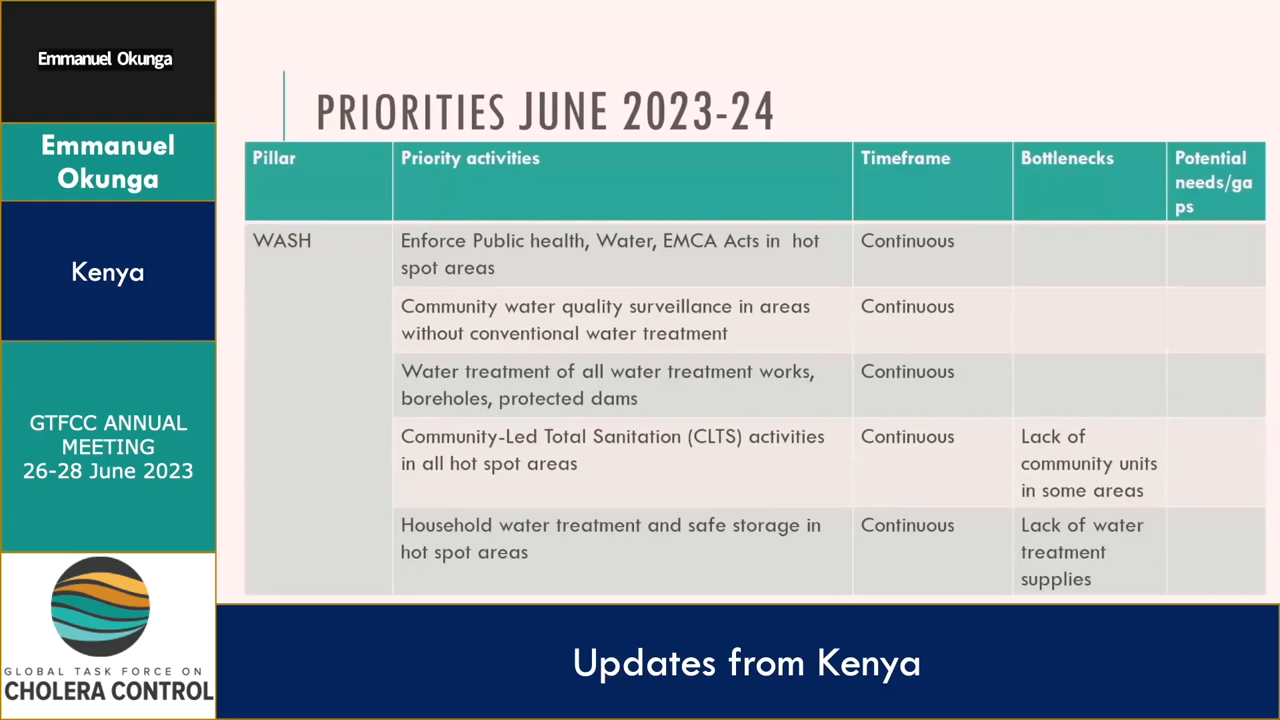 Emmanuel Okunga
Emmanuel
Okunga
Kenya
GTFCC ANNUAL
MEETING
26-28 June 2023
GLOBAL TASK FORCE ON
CHOLERA CONTROL
PRIORITIES JUNE 2023-24
Pillar
Priority activities
Timeframe
Bottlenecks
Potential
needs/ga
ps
WASH
Enforce Public health, Water, EMCA Acts in hot
spot areas
Continuous
Community water quality surveillance in areas
without conventional water treatment
Continuous
Water treatment of all water treatment works,
boreholes, protected dams
Continuous
Community-Led Total Sanitation (CLTS) activities
in all hot spot areas
Continuous
Lack of
community units
in some areas
Household water treatment and safe storage in
hot spot areas
Continuous
Lack of water
treatment
supplies
Updates from Kenya